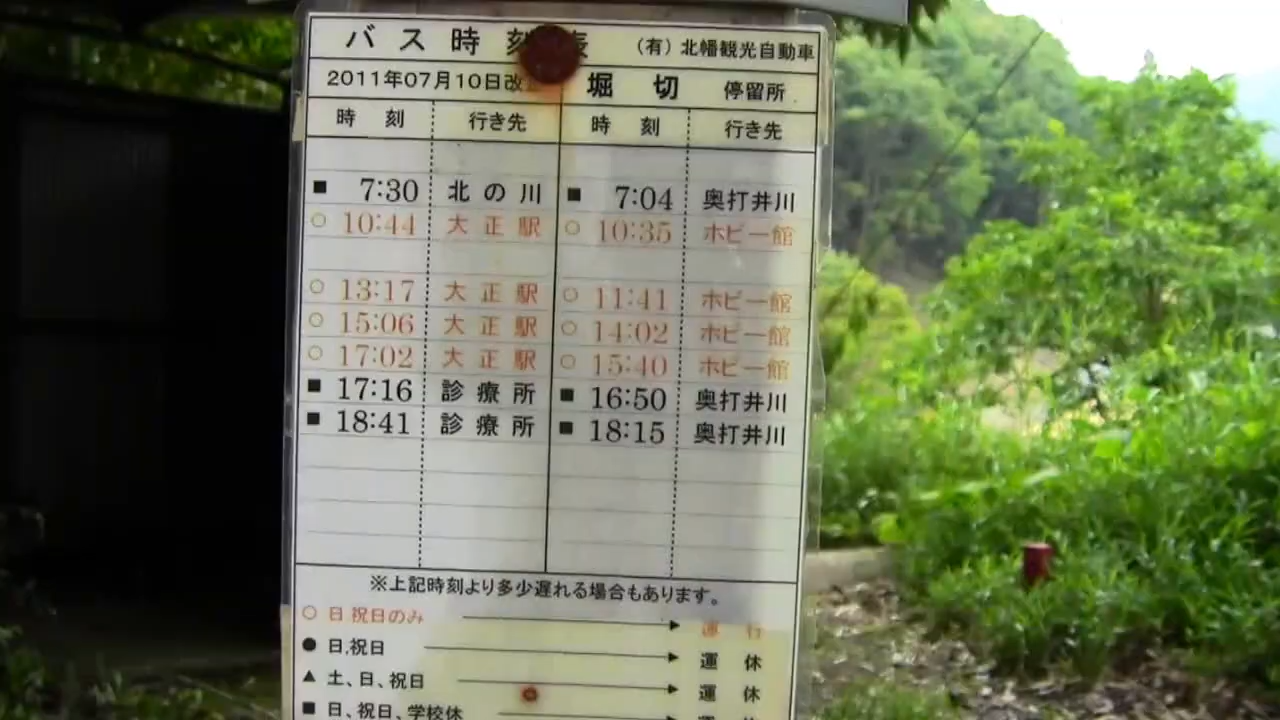 バス時刻表 (有)北幡観光自動車
2011年07月10日改 堀切 停留所
時刻 行き先 時刻 行き先
■ 7:30 北の川 ■ 7:04 奥打井川
○ 10:44 大正駅 ○ 10:35 ホビー館
○ 13:17 大正駅 ○ 11:41 ホビー館
○ 15:06 大正駅 ○ 14:02 ホビー館
○ 17:02 大正駅 ○ 15:40 ホビー館
■ 17:16 診療所 ■ 16:50 奥打井川
■ 18:41 診療所 ■ 18:15 奥打井川
※上記時刻より多少遅れる場合もあります。
○ 日祝日のみ → 運行
● 日,祝日 → 運休
▲ 土、日、祝日 → 運休
■ 日、祝日、学校休